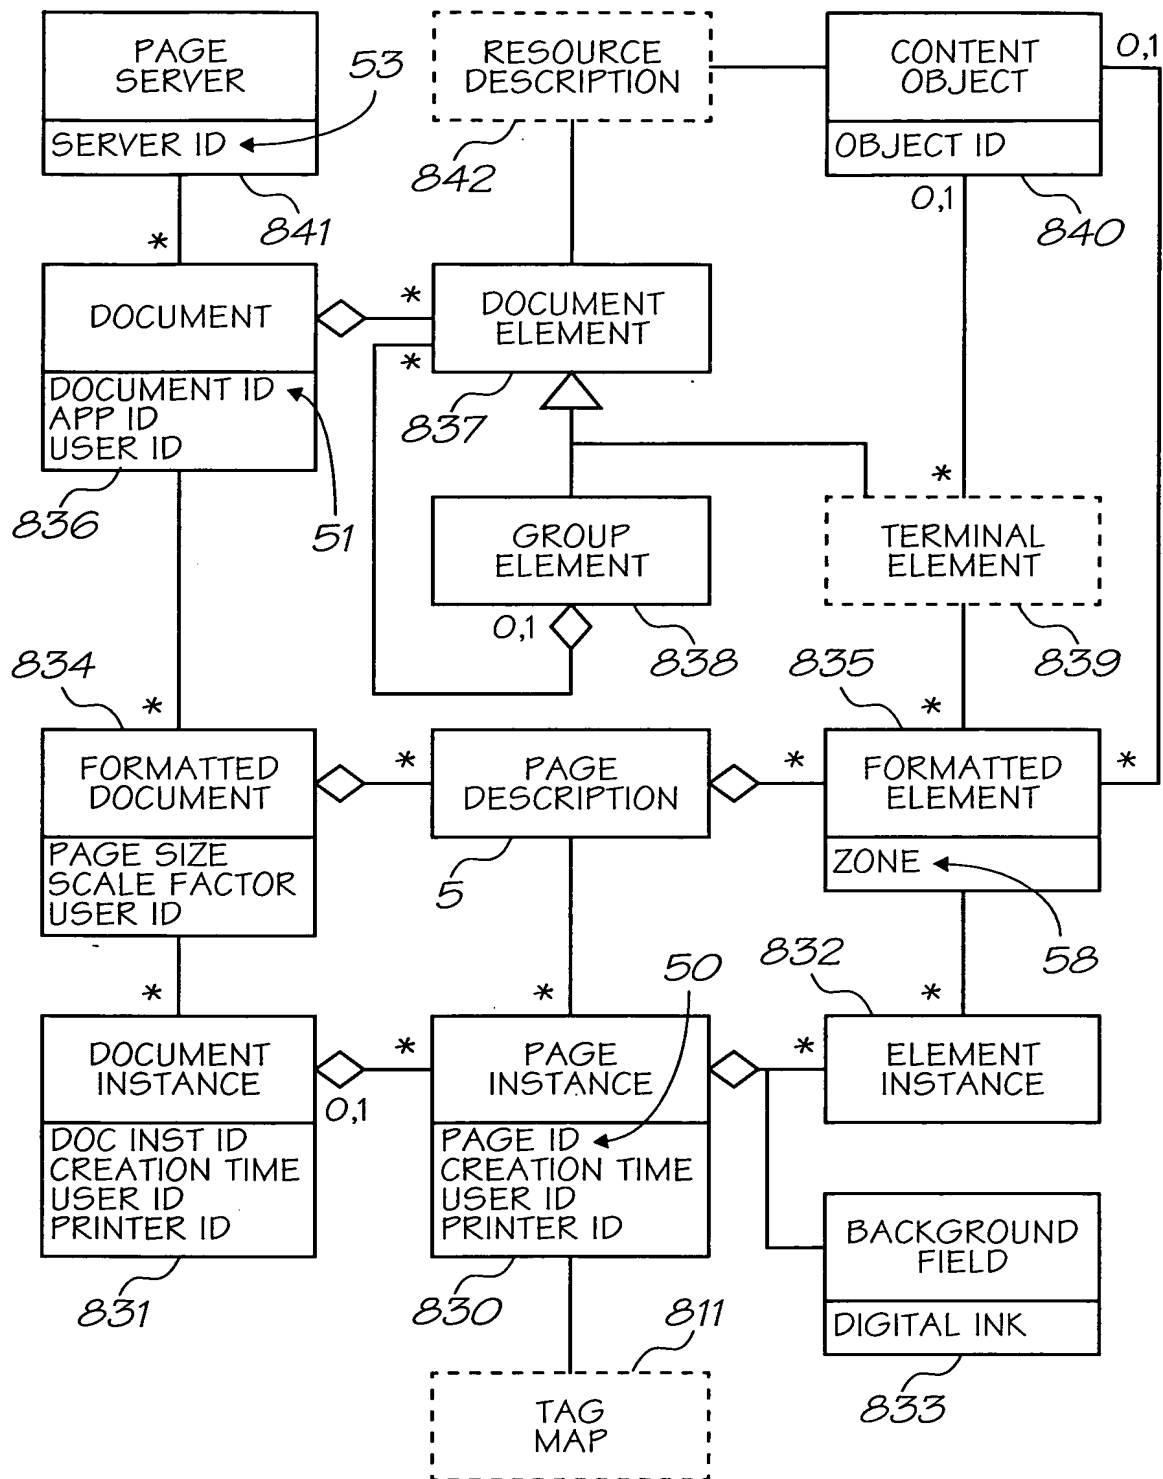 PAGE
SERVER
SERVER ID
53
841
*
RESOURCE
DESCRIPTION
842
CONTENT
OBJECT
OBJECT ID
0,1
0,1
840
DOCUMENT
DOCUMENT ID
APP ID
USER ID
836
51
*
*
DOCUMENT
ELEMENT
837
GROUP
ELEMENT
0,1
838
*
TERMINAL
ELEMENT
839
834
*
FORMATTED
DOCUMENT
PAGE SIZE
SCALE FACTOR
USER ID
*
PAGE
DESCRIPTION
5
*
835
*
FORMATTED
ELEMENT
*
ZONE
58
*
DOCUMENT
INSTANCE
0,1
DOC INST ID
CREATION TIME
USER ID
PRINTER ID
831
*
*
50
PAGE
INSTANCE
PAGE ID
CREATION TIME
USER ID
PRINTER ID
830
*
832
*
ELEMENT
INSTANCE
BACKGROUND
FIELD
DIGITAL INK
833
811
TAG
MAP